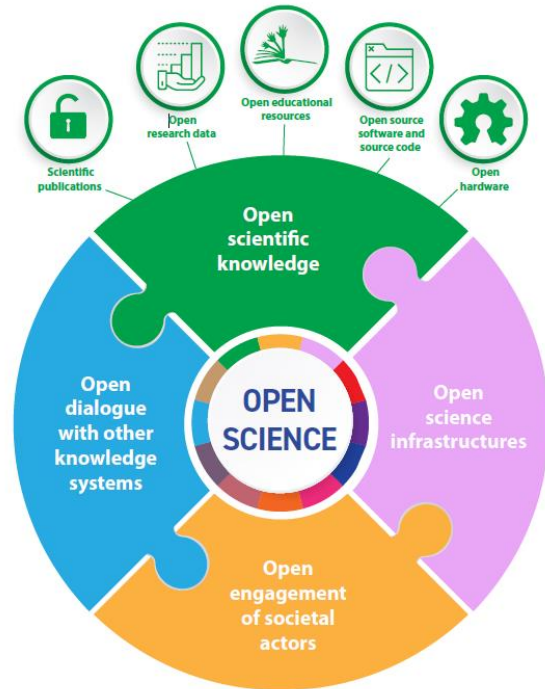 Scientific
publications
Open
research data
Open educational
resources
Open source
software and
source code
</>
Open
hardware
Open
scientific
knowledge
Open
dialogue
with other
knowledge
systems
OPEN
SCIENCE
Open
science
infrastructures
Open
engagement
of societal
actors